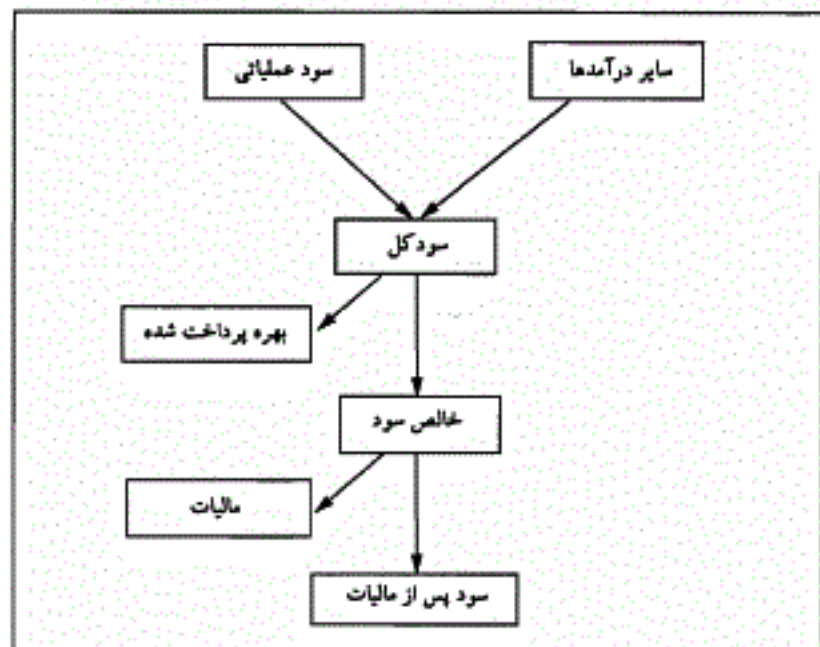 سایر درآمدها
سود عملیاتی
سود کل
بهره پرداخت شده
خالص سود
مالیات
سود پس از مالیات